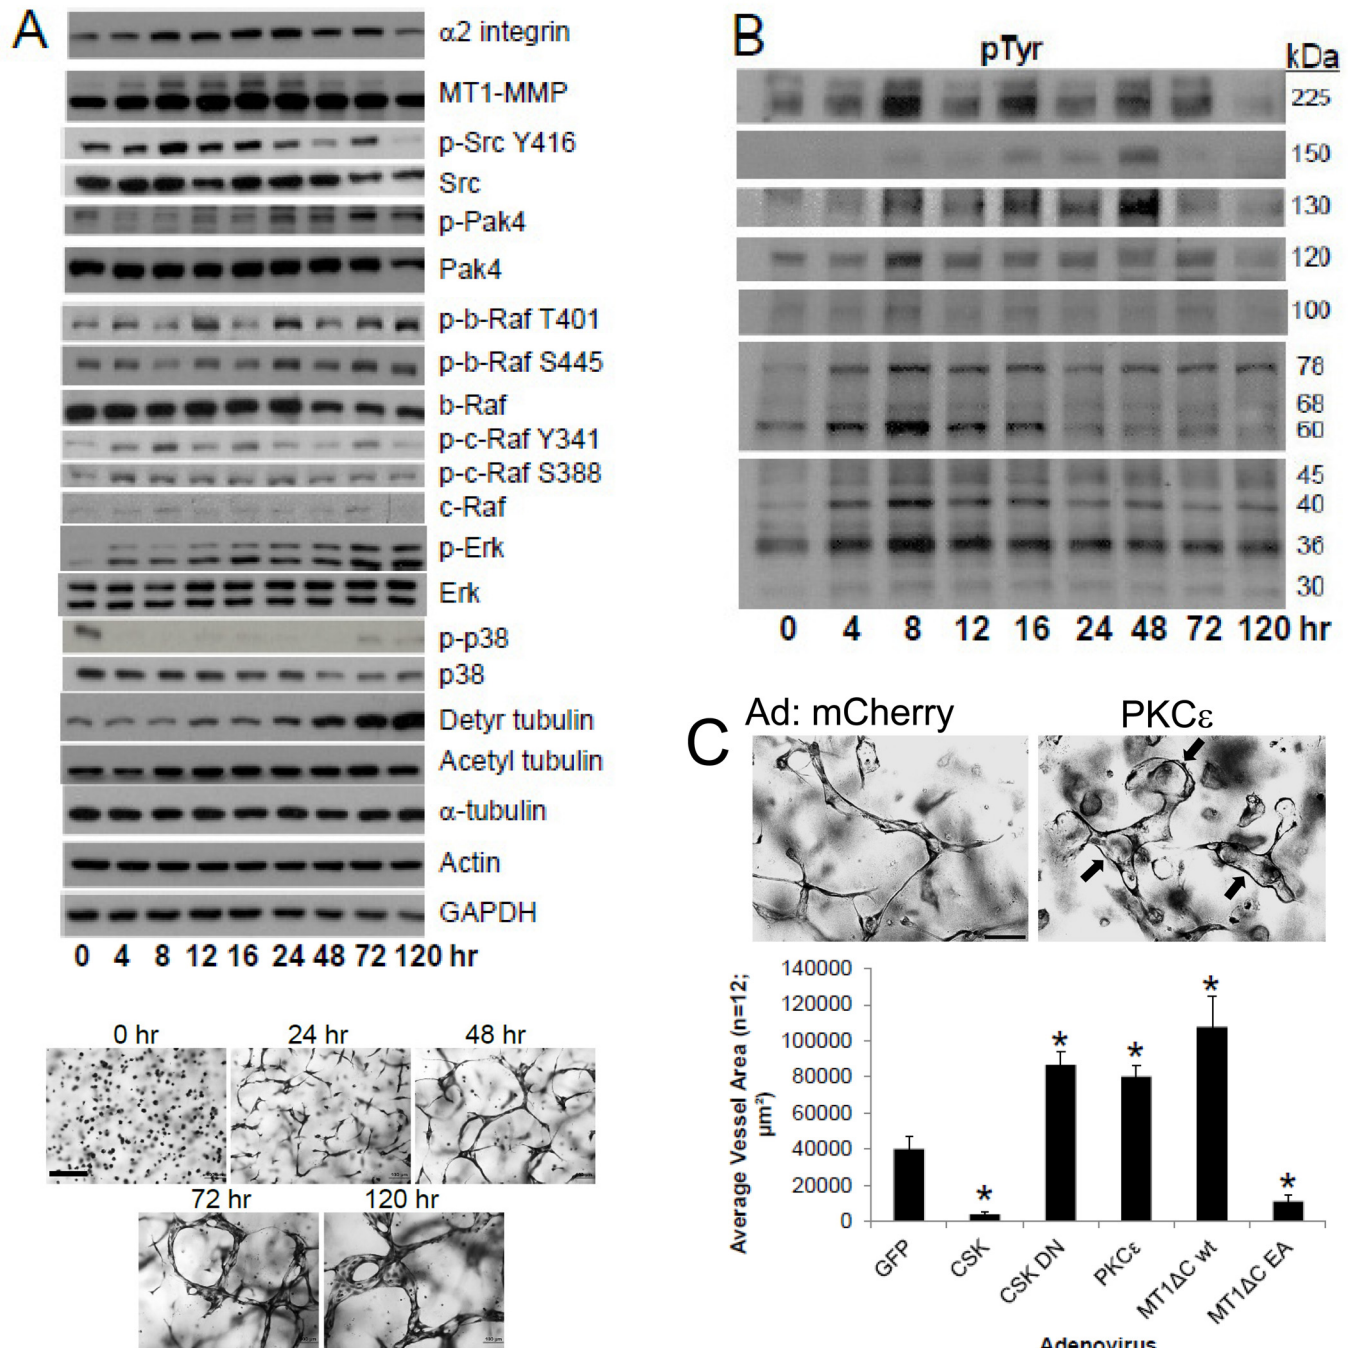 A
α2 integrin
MT1-MMP
p-Src Y416
Src
p-Pak4
Pak4
p-b-Raf T401
p-b-Raf S445
b-Raf
p-c-Raf Y341
p-c-Raf S388
c-Raf
p-Erk
Erk
p-p38
p38
Detyr tubulin
Acetyl tubulin
α-tubulin
Actin
GAPDH
0 4 8 12 16 24 48 72 120 hr
0 hr 24 hr 48 hr
72 hr 120 hr
B
pTyr
kDa
225
150
130
120
100
78
68
60
45
40
36
30
0 4 8 12 16 24 48 72 120 hr
C
Ad: mCherry PKCε
Average Vessel Area (n=12;
μm²)
140000
120000
100000
80000
60000
40000
20000
0
* * * * *
GFP
CSK
CSK DN
PKCε
MT1ΔC wt
MT1ΔC EA
Adenovirus